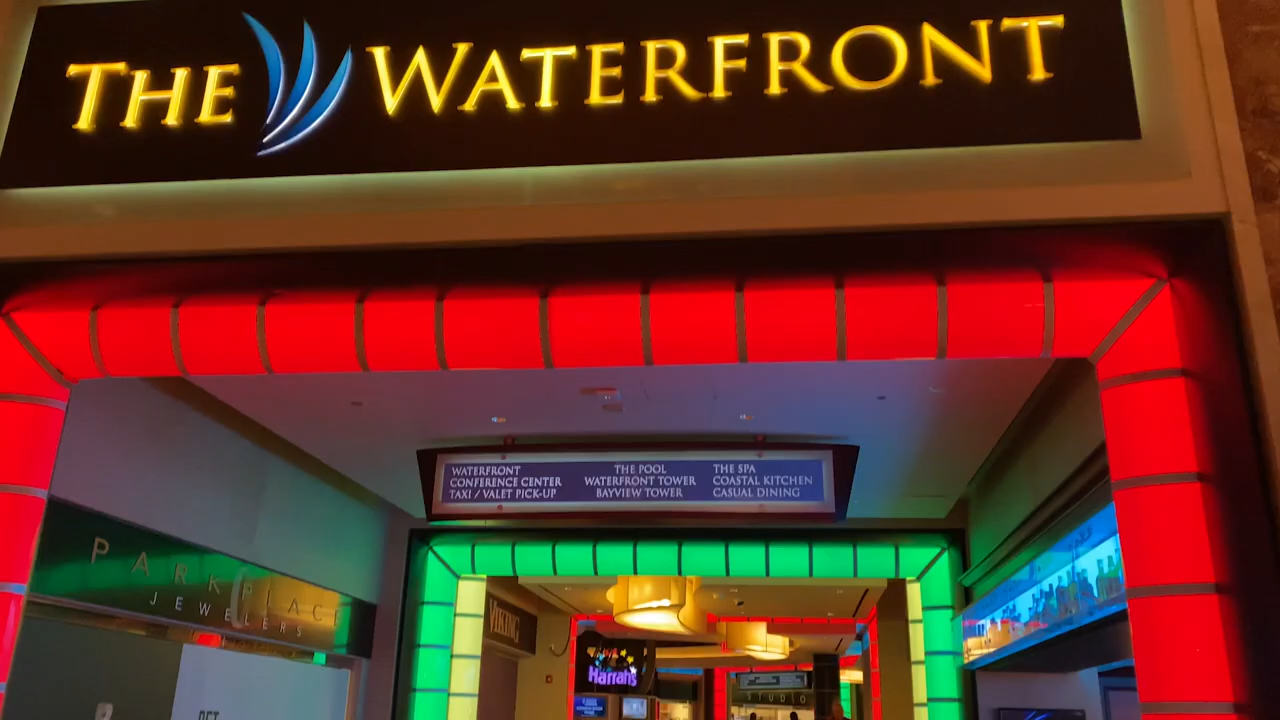 THE WATERFRONT
WATERFRONT
CONFERENCE CENTER
TAXI / VALET PICK-UP
THE POOL
WATERFRONT TOWER
BAYVIEW TOWER
THE SPA
COASTAL KITCHEN
CASUAL DINING
PARK PLACE
JEWELERS
VIKING
Harrahs
STUDIO